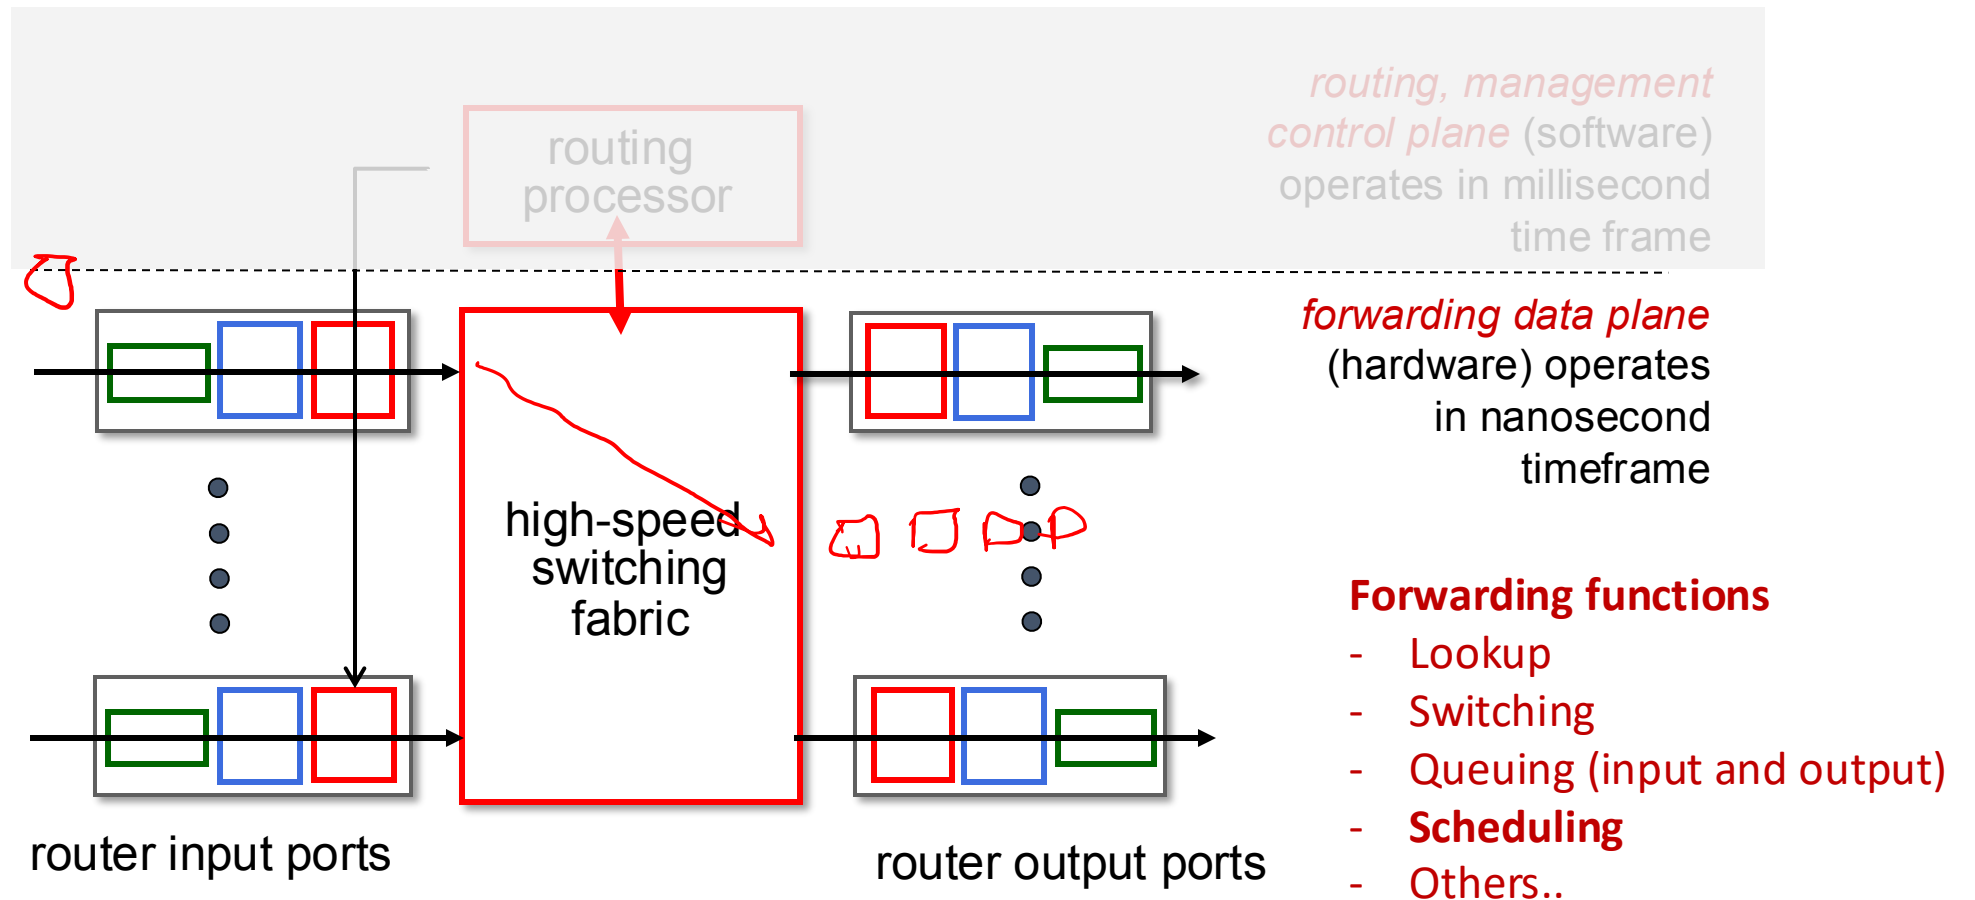 routing, management
control plane (software)
operates in millisecond
time frame
routing
processor
forwarding data plane
(hardware) operates
in nanosecond
timeframe
high-speed
switching
fabric
Forwarding functions
- Lookup
- Switching
- Queuing (input and output)
- Scheduling
- Others..
router input ports
router output ports